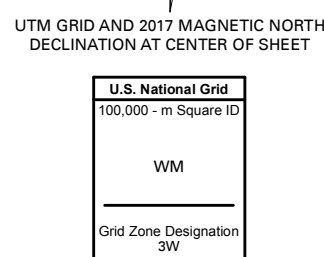 UTM GRID AND 2017 MAGNETIC NORTH
DECLINATION AT CENTER OF SHEET
U.S. National Grid
100,000 - m Square ID
WM
Grid Zone Designation
3W